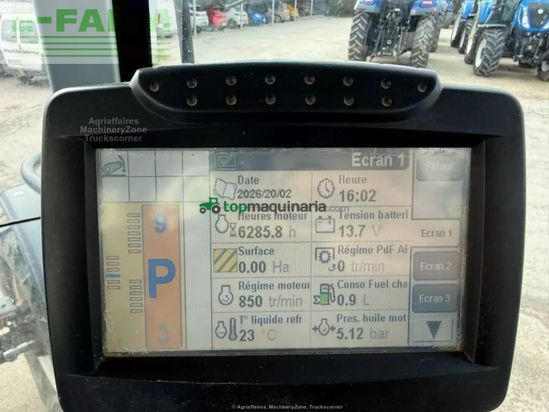 E-FARM
Agriaffaires
MachineryZone
Truckscorner
Ecran 1
Retour
Date
2026/20/02
Heure
16:02
topmaquinaria.com
Heures moteur
6285.8 h
Tension batteri
13.7 V
Ecran 1
Surface
0.00 Ha
Régime PdF AR
0 tr/min
Ecran 2
Régime moteur
850 tr/min
Conso Fuel cha
0.9 L
Ecran 3
T° liquide refr
23 °C
Pres. huile mot
5.12 bar
9
P
3
© Agriaffaires, MachineryZone, Truckscorner